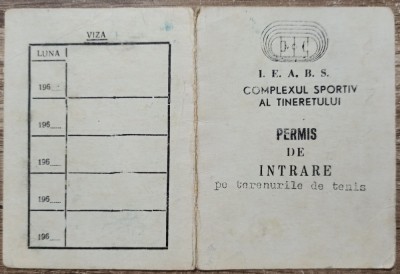 VIZA
LUNA
196
196
196
196
196
I. E. A. B. S.
COMPLEXUL SPORTIV
AL TINERETULUI
PERMIS
DE
INTRARE
pe terenurile de tenis